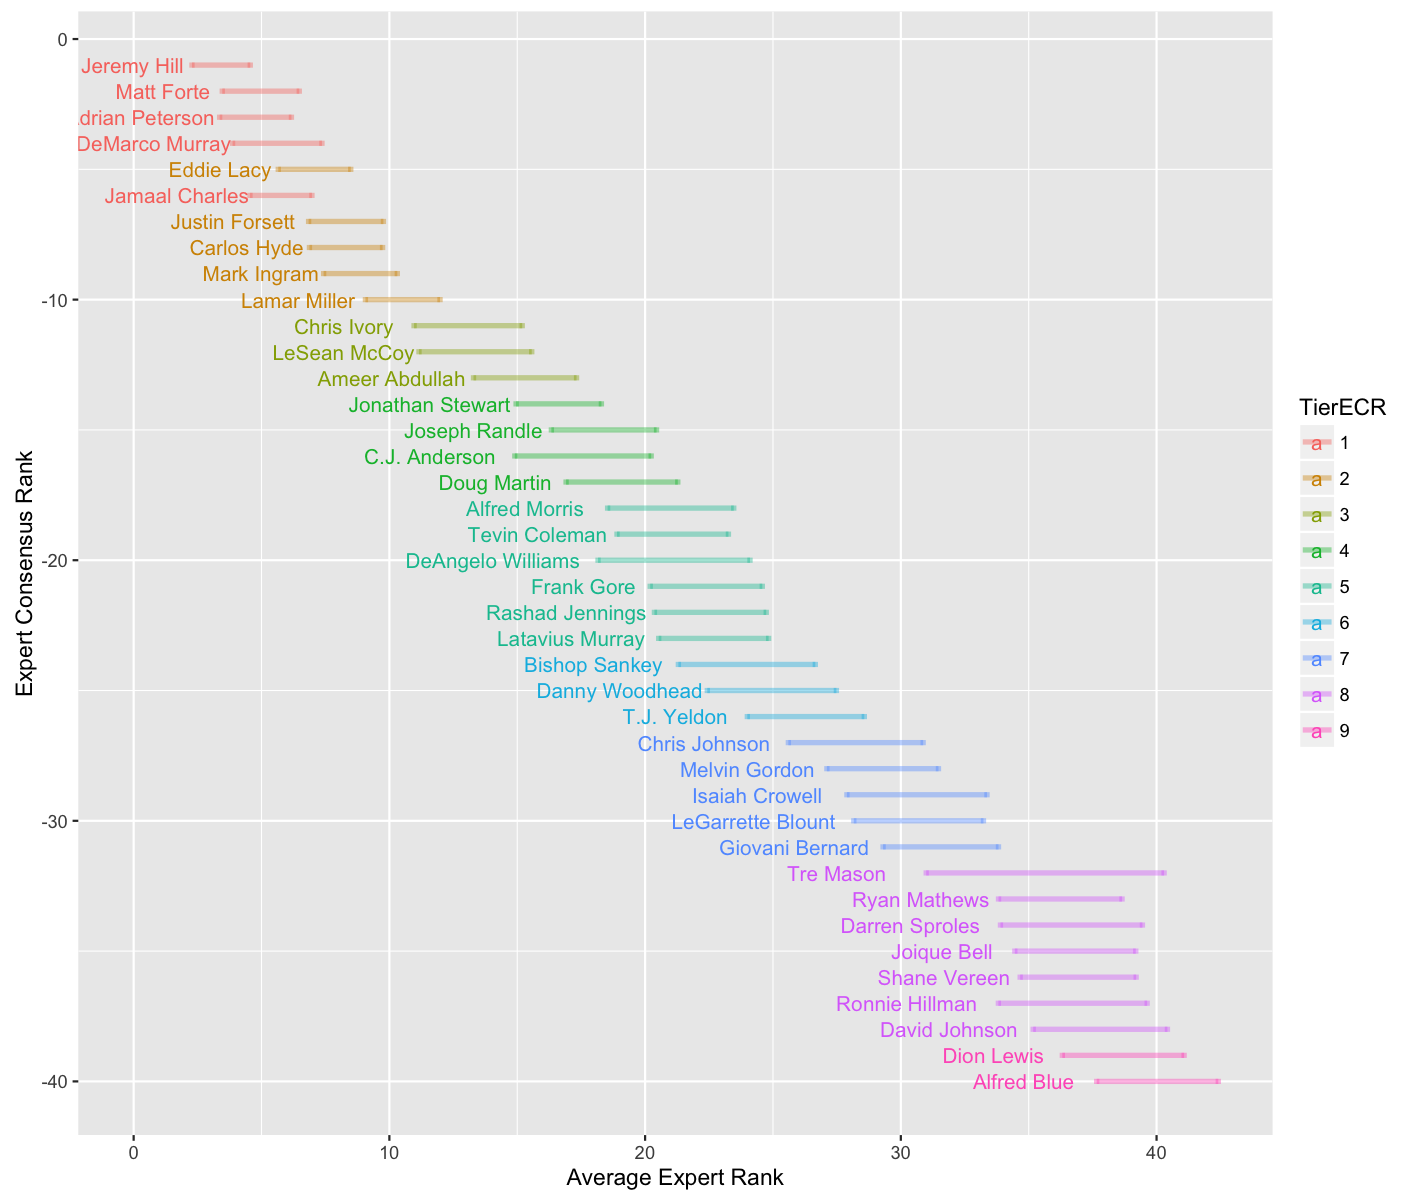 0
Jeremy Hill
Matt Forte
drian Peterson
DeMarco Murray
Eddie Lacy
Jamaal Charles
Justin Forsett
Carlos Hyde
Mark Ingram
-10
Lamar Miller
Chris Ivory
LeSean McCoy
Ameer Abdullah
Jonathan Stewart
Joseph Randle
C.J. Anderson
Doug Martin
Alfred Morris
Tevin Coleman
-20
DeAngelo Williams
Frank Gore
Rashad Jennings
Latavius Murray
Bishop Sankey
Danny Woodhead
T.J. Yeldon
Chris Johnson
Melvin Gordon
Isaiah Crowell
-30
LeGarrette Blount
Giovani Bernard
Tre Mason
Ryan Mathews
Darren Sproles
Joique Bell
Shane Vereen
Ronnie Hillman
David Johnson
Dion Lewis
-40
Alfred Blue
0 10 20 30 40
Average Expert Rank
Expert Consensus Rank
TierECR
a 1
a 2
a 3
a 4
a 5
a 6
a 7
a 8
a 9